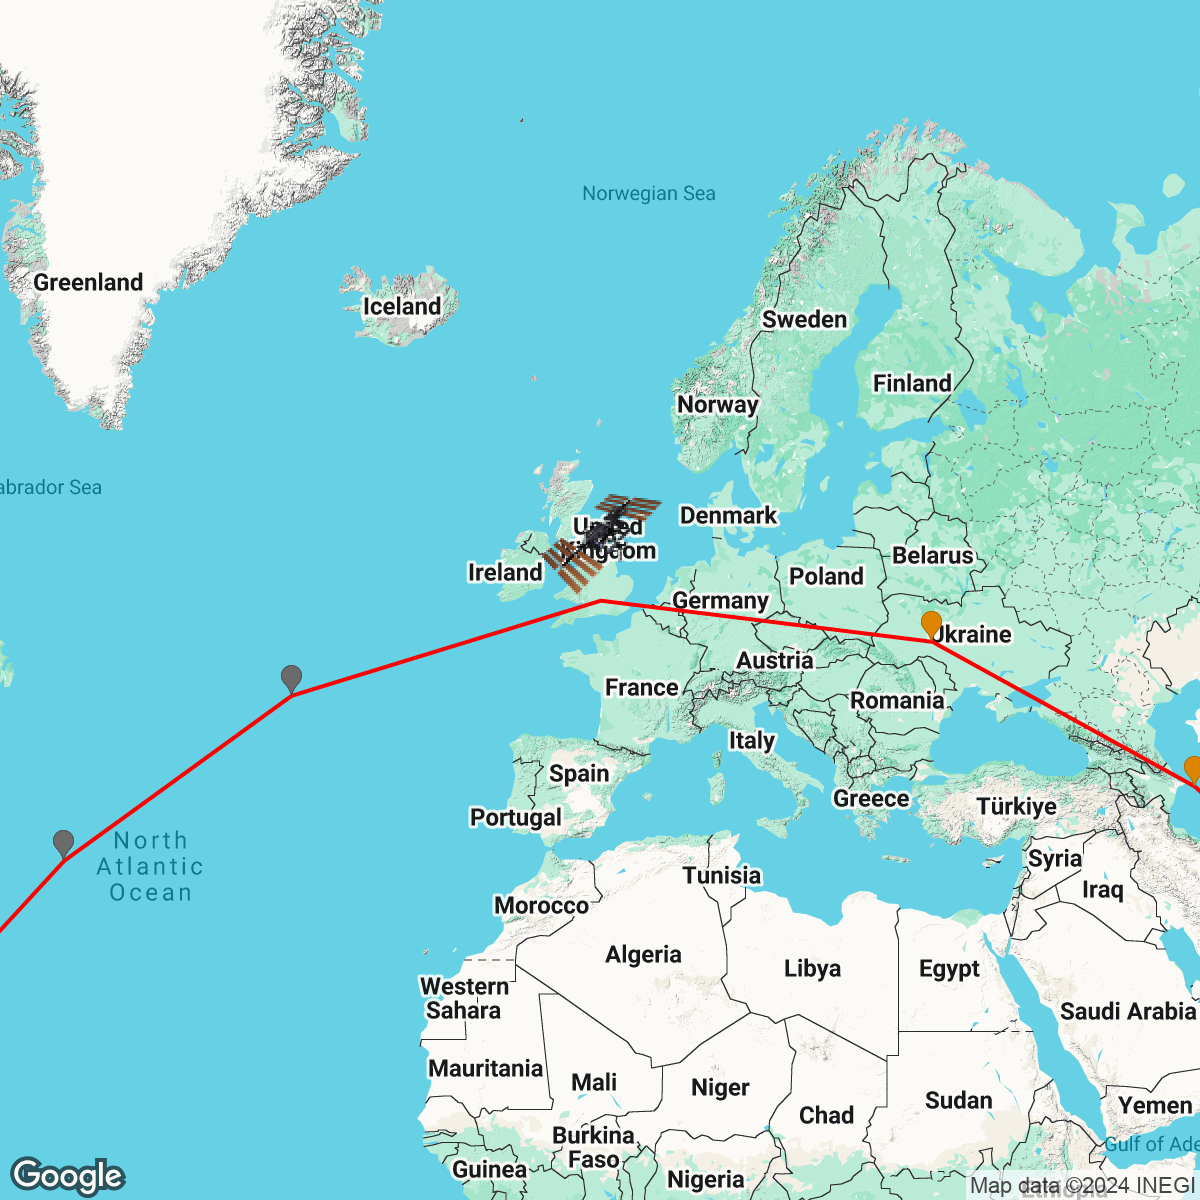 Norwegian Sea
Greenland
Iceland
Sweden
Finland
Norway
abrador Sea
Denmark
United
Kingdom
Belarus
Ireland
Poland
Germany
Ukraine
Austria
France
Romania
Italy
Spain
Greece
Türkiye
Portugal
North
Atlantic
Ocean
Syria
Tunisia
Iraq
Morocco
Algeria
Libya
Egypt
Western
Sahara
Saudi Arabia
Mauritania
Mali
Niger
Sudan
Chad
Yemen
Burkina
Faso
Gulf of Ade
Guinea
Nigeria
Ethiopia
Google
Map data ©2024 INEGI